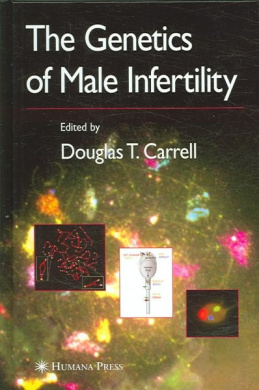 The Genetics
of Male Infertility
Edited by
Douglas T. Carrell
HUMANA PRESS